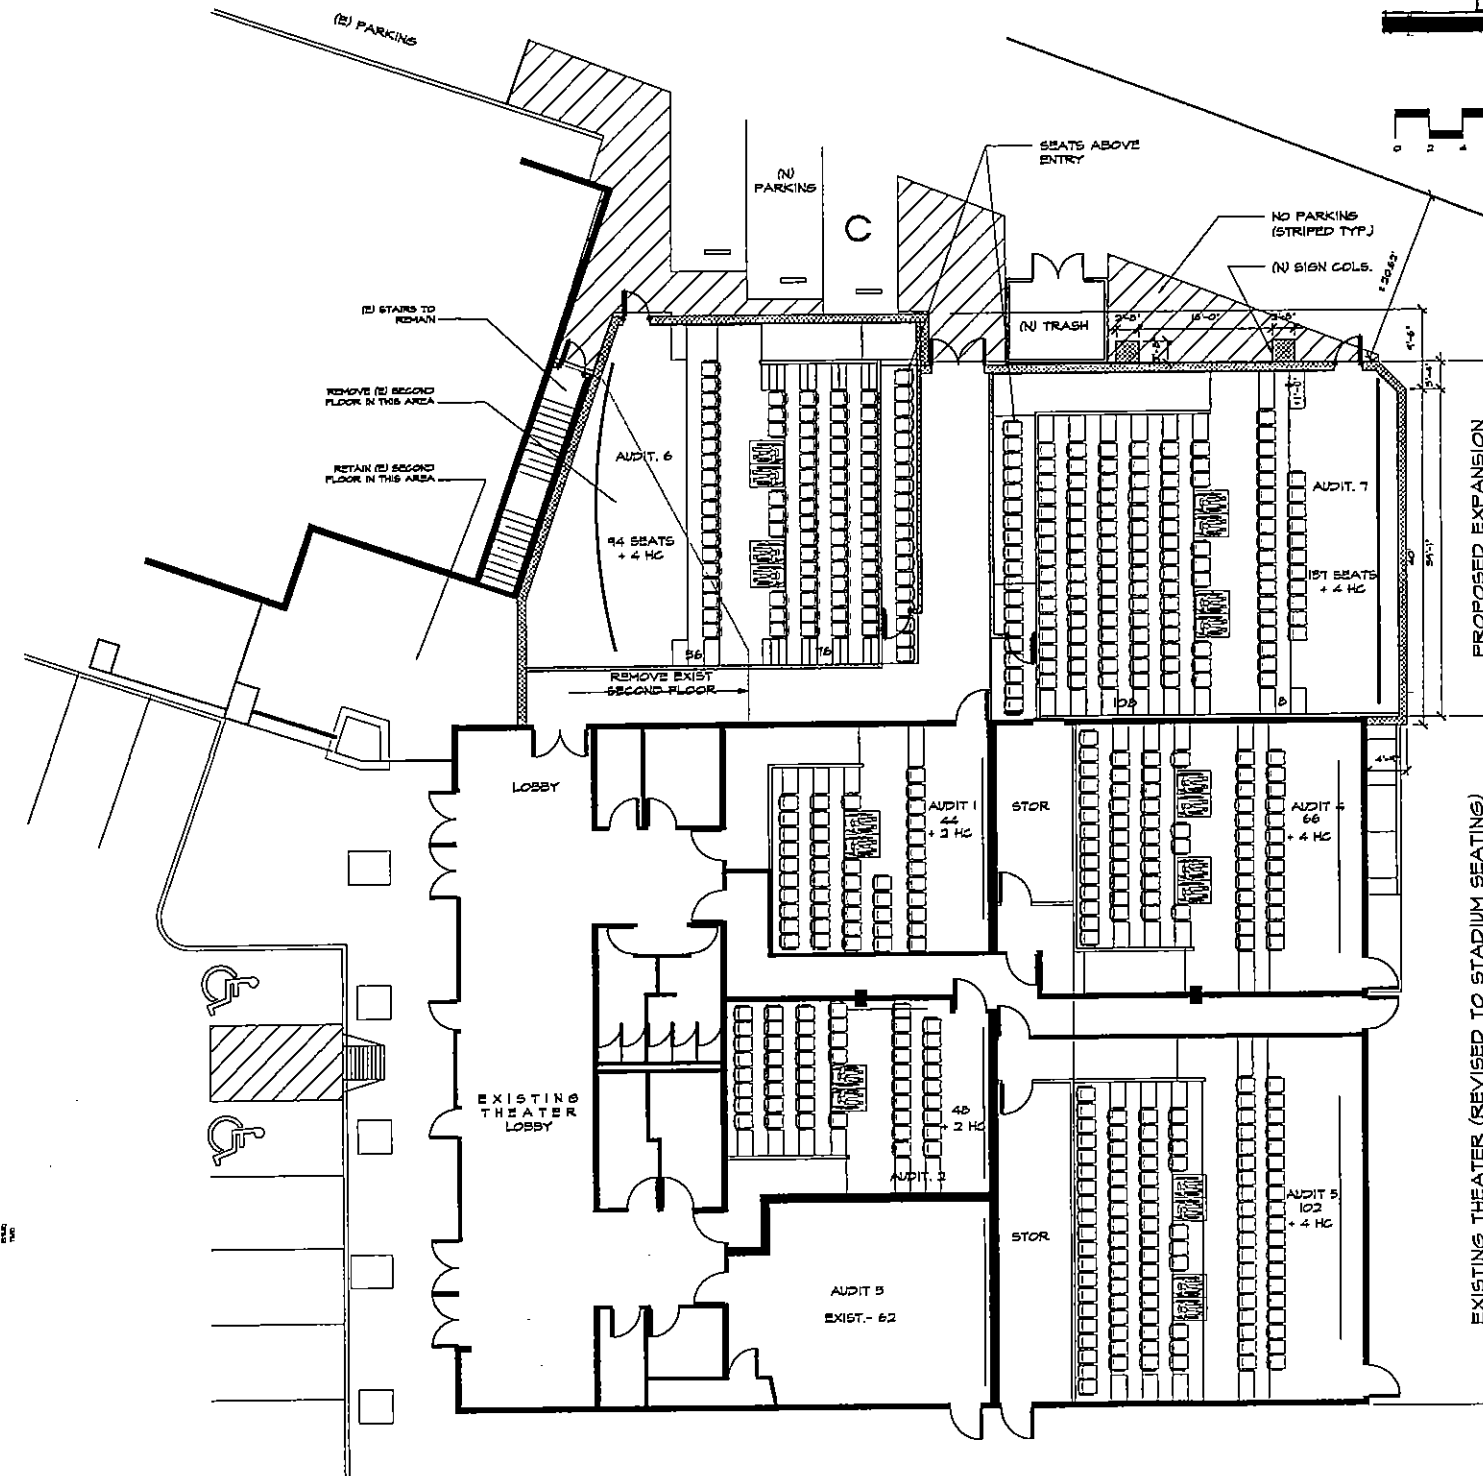 (E) PARKING
SEATS ABOVE
ENTRY
0 2 4
(N)
PARKING
C
NO PARKING
(STRIPED TYP.)
(N) SIGN COLS.
(E) STAIRS TO
REMAIN
(N) TRASH
REMOVE (E) SECOND
FLOOR IN THIS AREA
RETAIN (E) SECOND
FLOOR IN THIS AREA
AUDIT. 6
94 SEATS
+ 4 HC
AUDIT. 7
+ 4 HC
PROPOSED EXPANSION
76
108
8
REMOVE EXIST
SECOND FLOOR
LOBBY
AUDIT 1
44
+ 2 HC
STOR
AUDIT
66
+ 4 HC
EXISTING THEATER (REVISED TO STADIUM SEATING)
EXISTING
THEATER
LOBBY
48
+ 2 HC
AUDIT. 2
AUDIT 5
102
+ 4 HC
STOR
AUDIT 3
EXIST.- 62